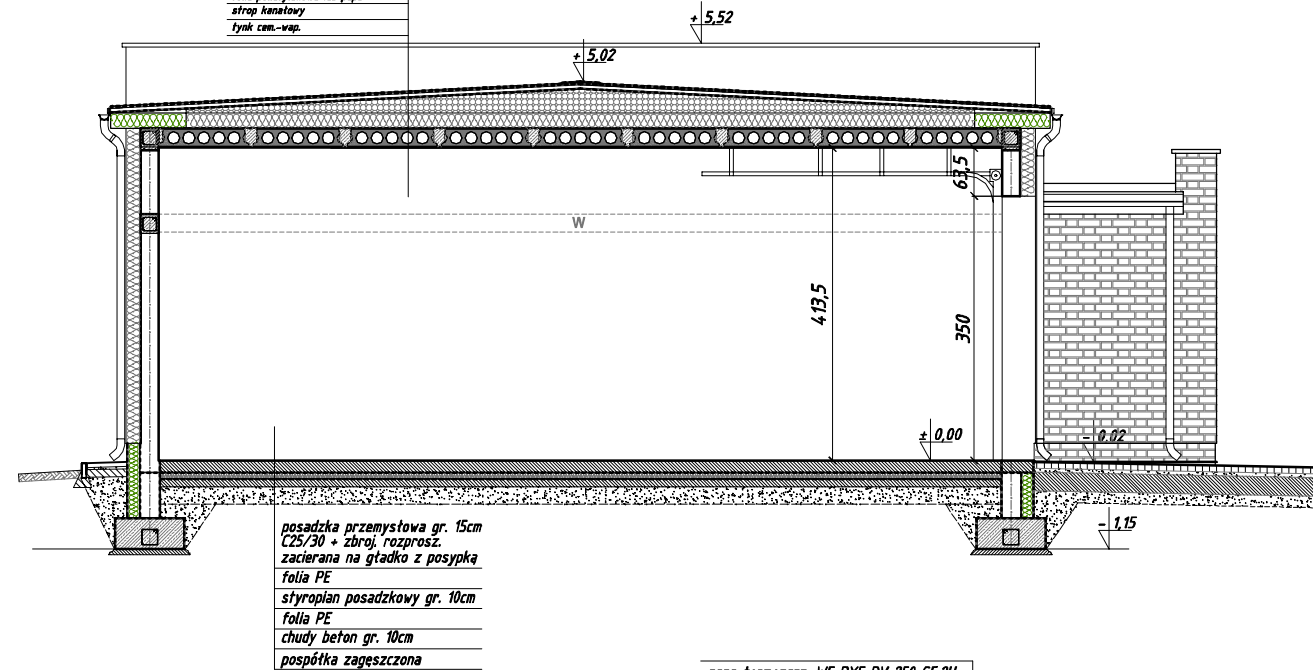 strop kanałowy
tynk cem.-wap.
+ 5,52
+ 5,02
63,5
W
413,5
350
± 0,00
- 0.02
- 1,15
posadzka przemysłowa gr. 15cm
C25/30 + zbroj. rozprosz.
zacierana na gładko z posypką
folia PE
styropian posadzkowy gr. 10cm
folia PE
chudy beton gr. 10cm
pospółka zagęszczona